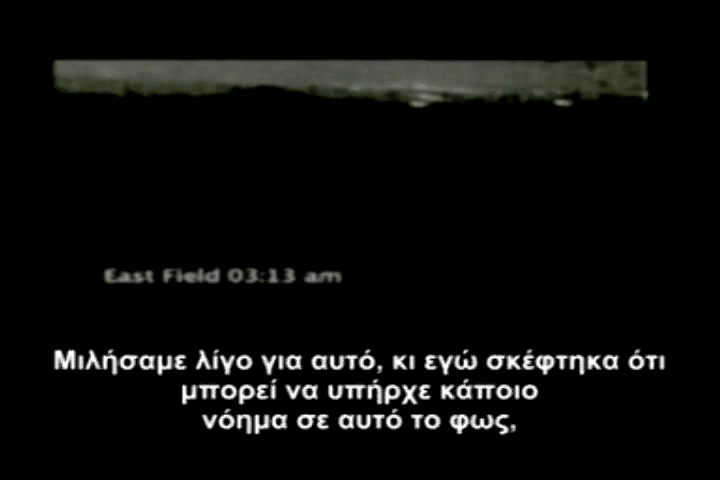 East Field 03:13 am
Μιλήσαμε λίγο για αυτό, κι εγώ σκέφτηκα ότι
μπορεί να υπήρχε κάποιο
νόημα σε αυτό το φως,